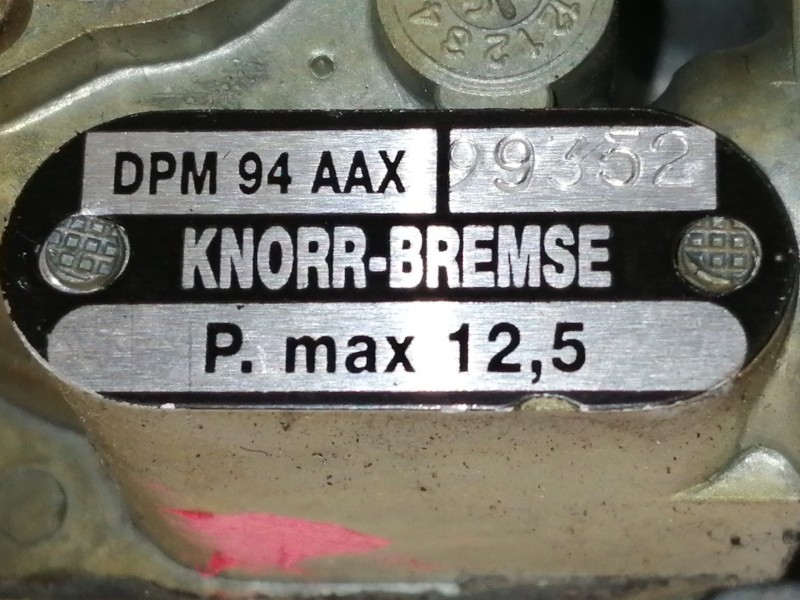 DPM 94 AAX 99352
KNORR-BREMSE
P. max 12,5